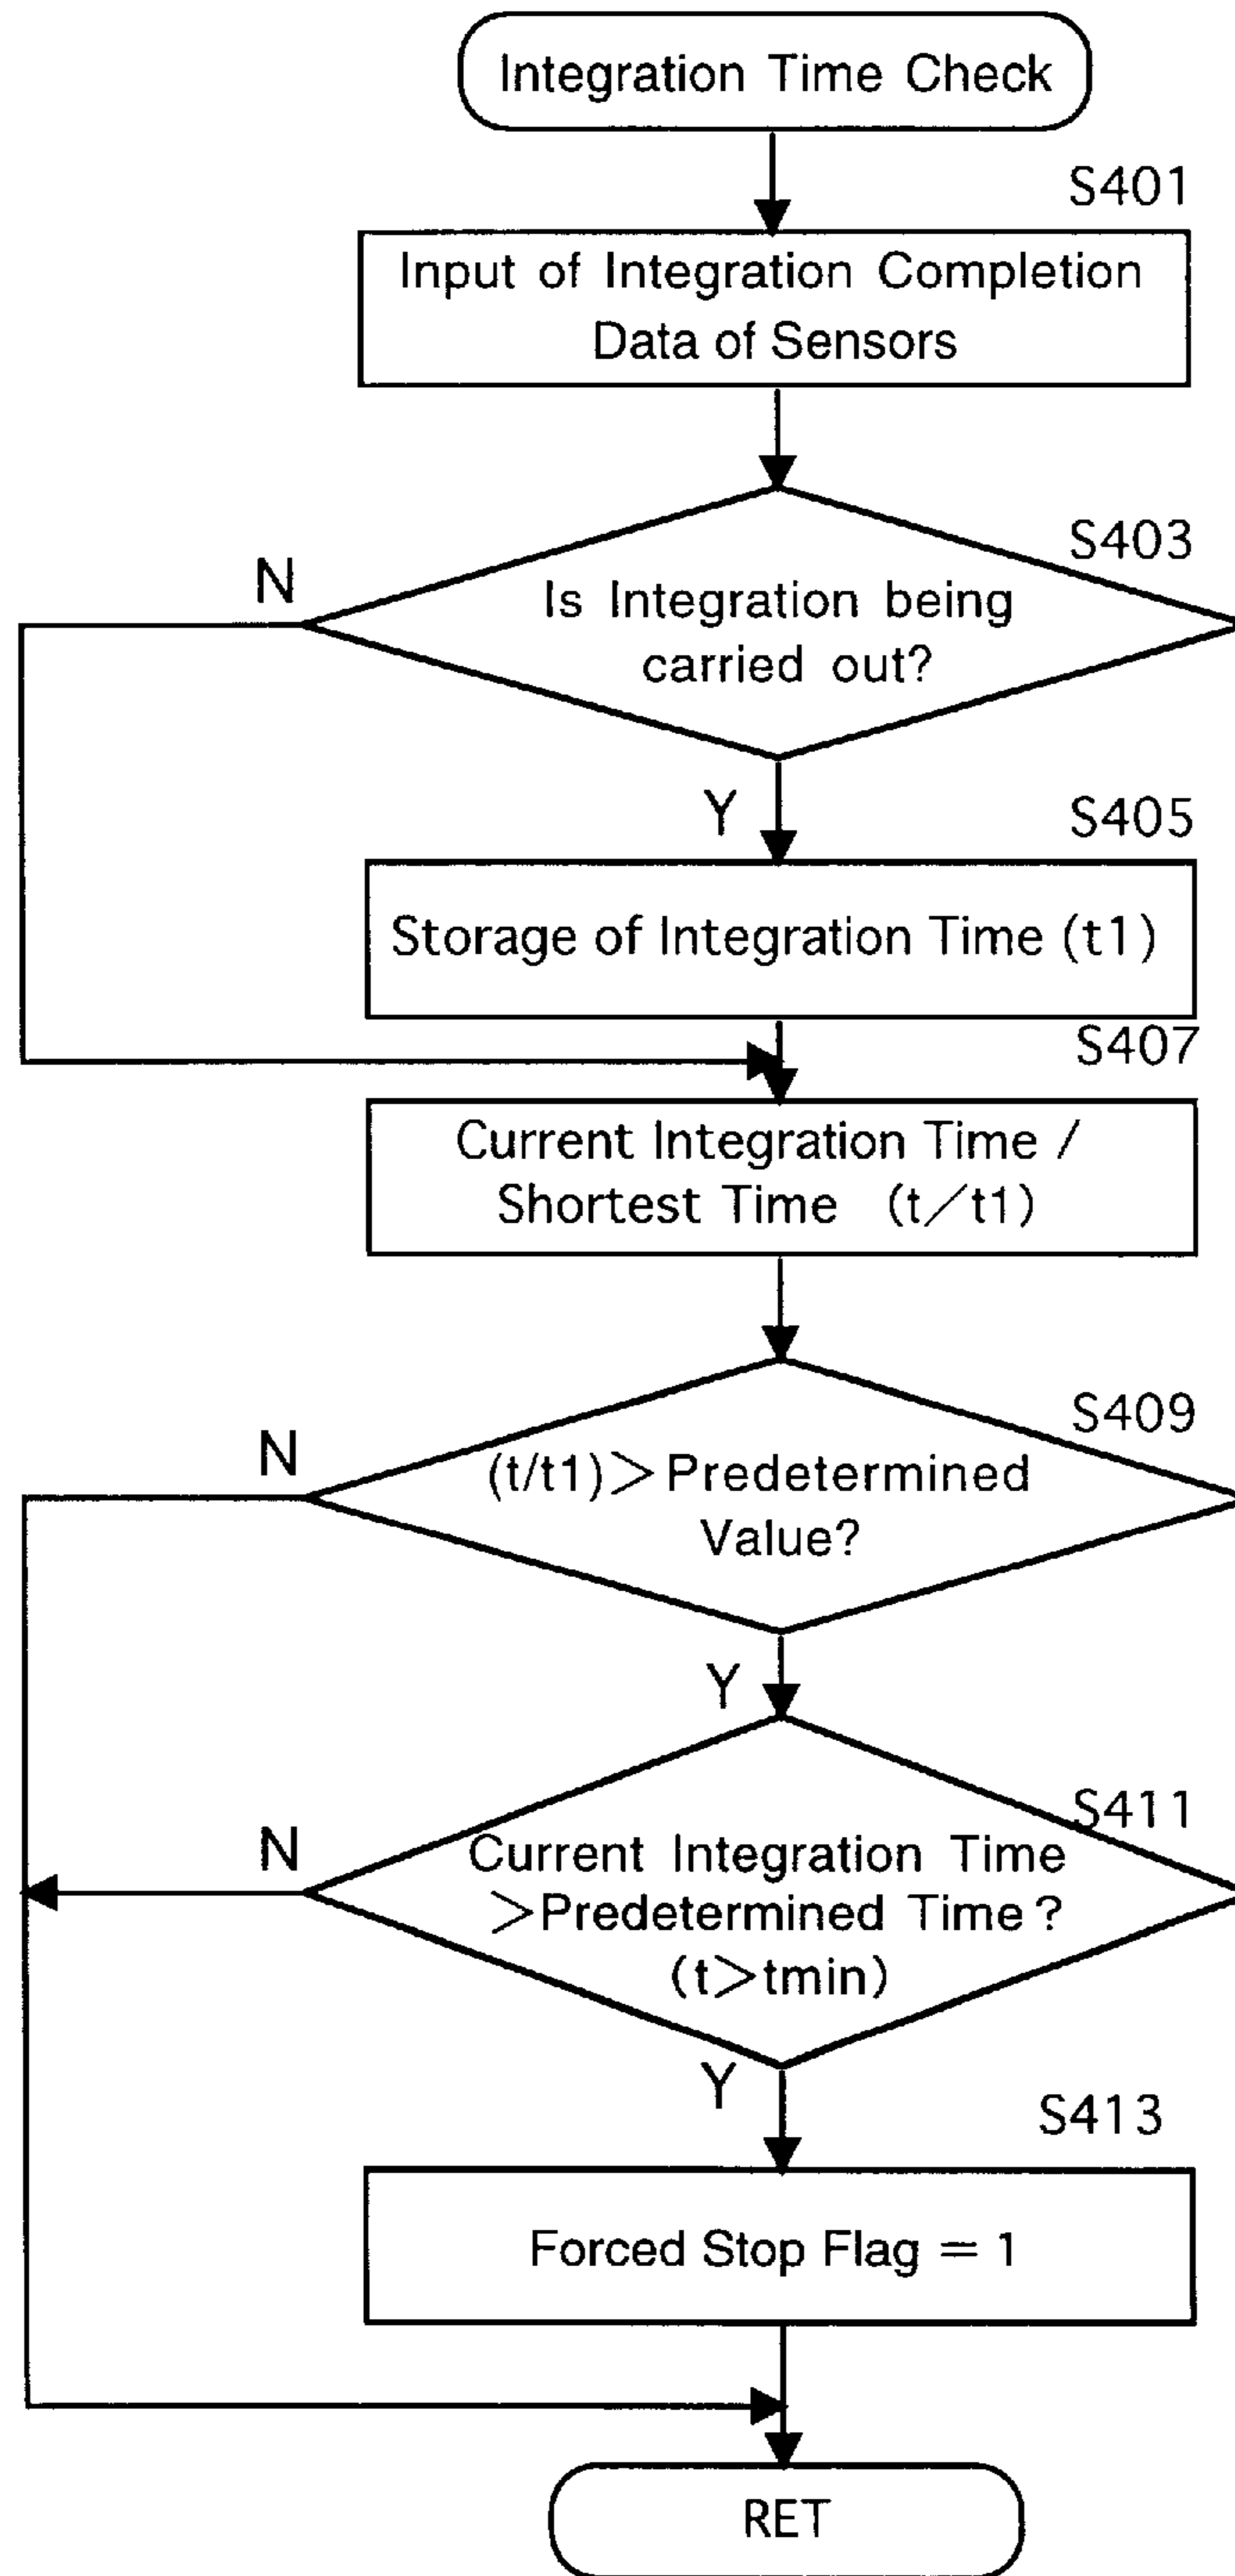 Integration Time Check
S401
Input of Integration Completion
Data of Sensors
S403
N
Is Integration being
carried out?
Y
S405
Storage of Integration Time (t1)
S407
Current Integration Time /
Shortest Time (t/t1)
S409
N
(t/t1)>Predetermined
Value?
Y
S411
N
Current Integration Time
>Predetermined Time?
(t>tmin)
Y
S413
Forced Stop Flag = 1
RET